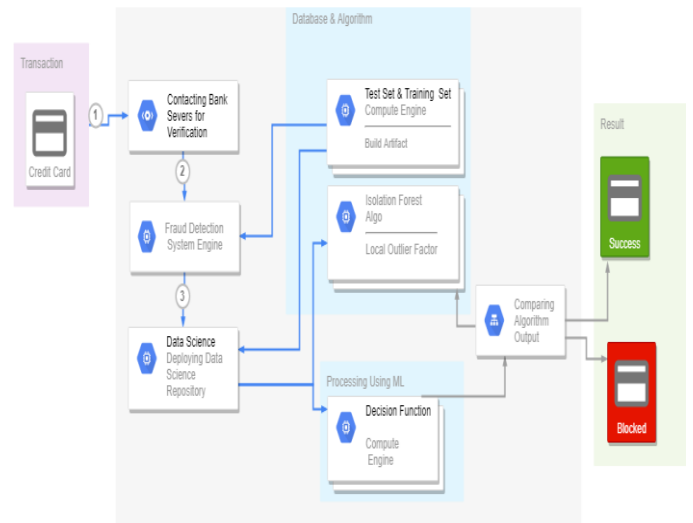 Database & Algorithm
Transaction
Credit Card
1
Contacting Bank
Severs for
Verification
2
Fraud Detection
System Engine
3
Data Science
Deploying Data
Science
Repository
Test Set & Training Set
Compute Engine
Build Artifact
Isolation Forest
Algo
Local Outlier Factor
Processing Using ML
Decision Function
Compute
Engine
Comparing
Algorithm
Output
Result
Success
Blocked